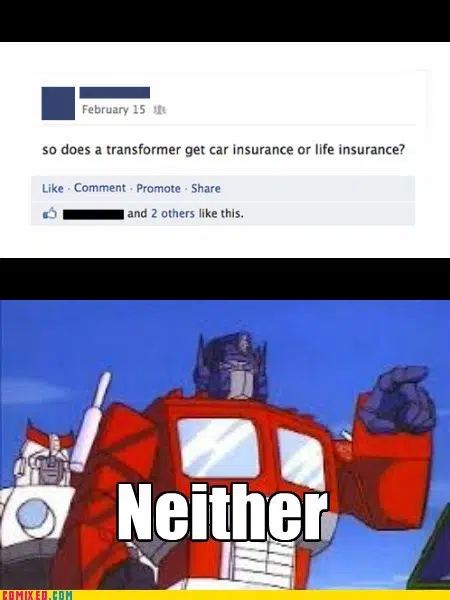 February 15
so does a transformer get car insurance or life insurance?
Like · Comment · Promote · Share
and 2 others like this.
Neither
COMIXED.COM